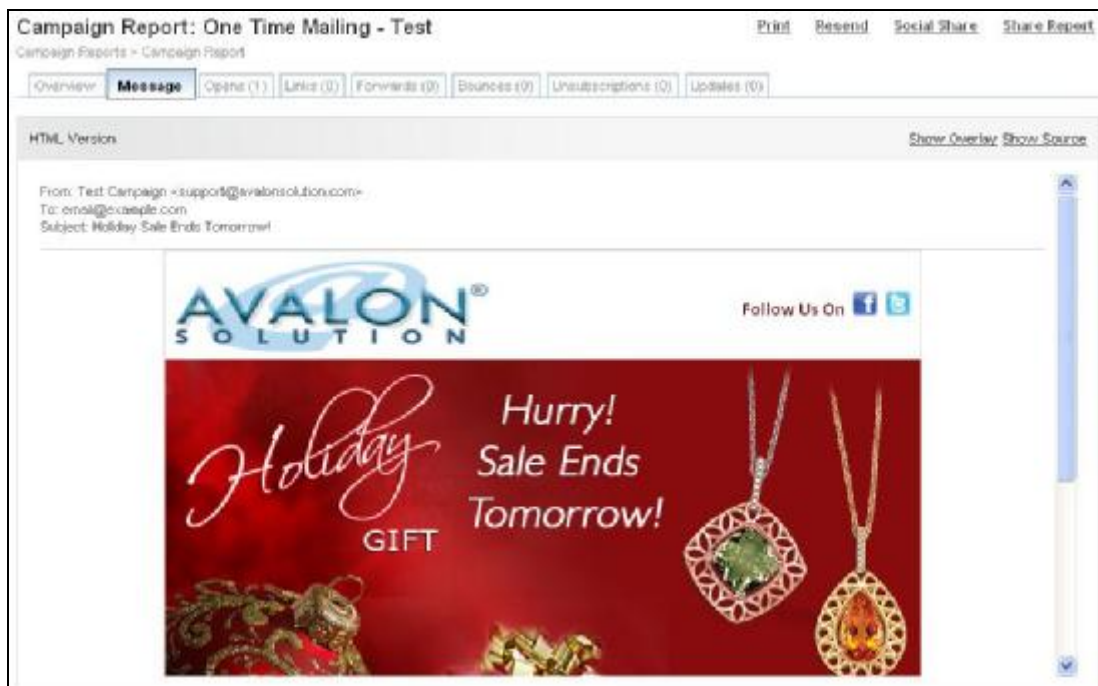 Campaign Report: One Time Mailing - Test
Print Resend Social Share Share Report
Campaign Reports > Campaign Report
Overview Message Opens (1) Links (0) Forwards (0) Bounces (0) Unsubscriptions (0) Updates (0)
HTML Version
Show Overlay Show Source
From: Test Campaign <support@avalonsolution.com>
To: email@example.com
Subject: Holiday Sale Ends Tomorrow!
AVALON®
SOLUTION
Follow Us On
Holiday
GIFT
Hurry!
Sale Ends
Tomorrow!